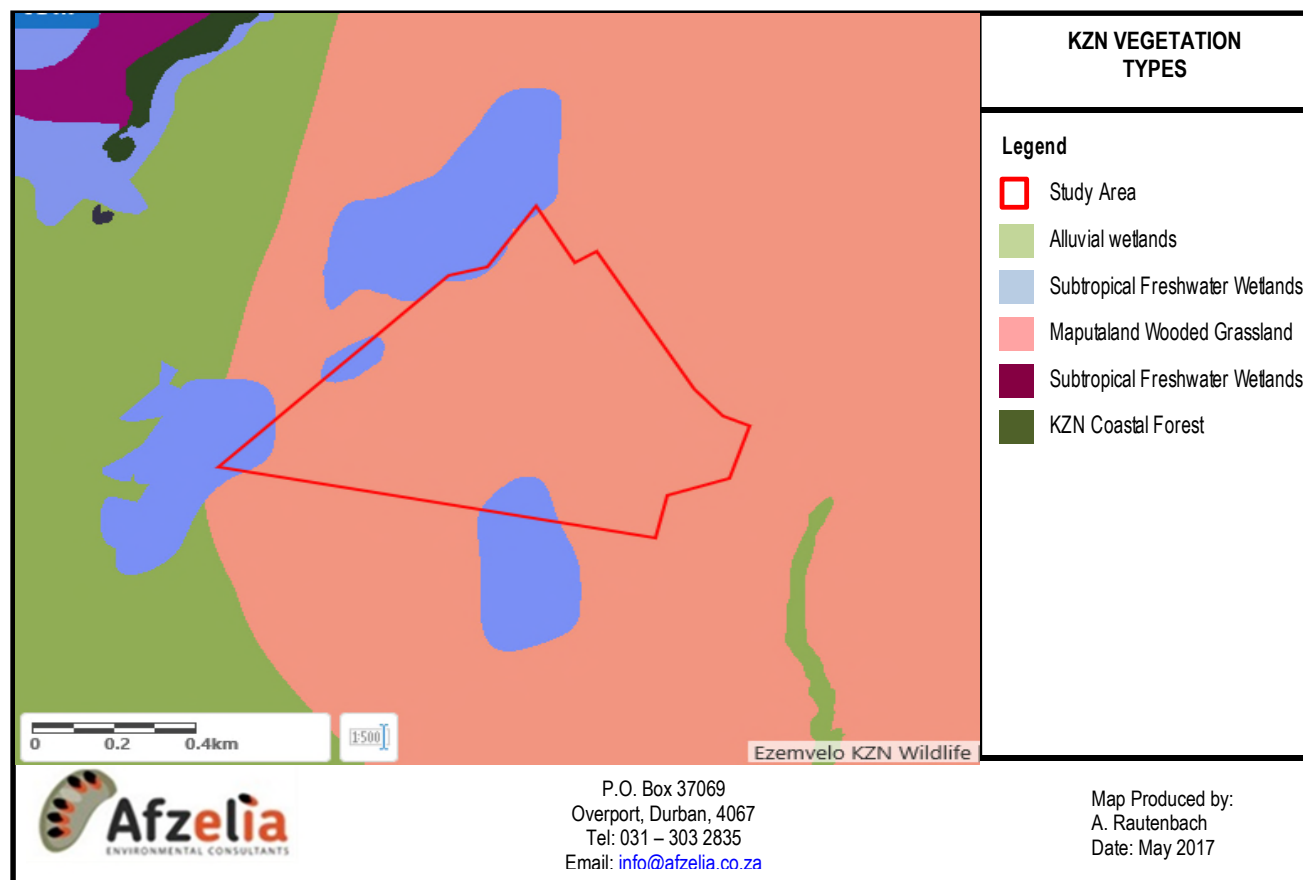 KZN VEGETATION
TYPES
Legend
Study Area
Alluvial wetlands
Subtropical Freshwater Wetlands
Maputaland Wooded Grassland
Subtropical Freshwater Wetlands
KZN Coastal Forest
0 0.2 0.4km
1:500
Ezemvelo KZN Wildlife
Afzelia
ENVIRONMENTAL CONSULTANTS
P.O. Box 37069
Overport, Durban, 4067
Tel: 031 – 303 2835
Email: info@afzelia.co.za
Map Produced by:
A. Rautenbach
Date: May 2017